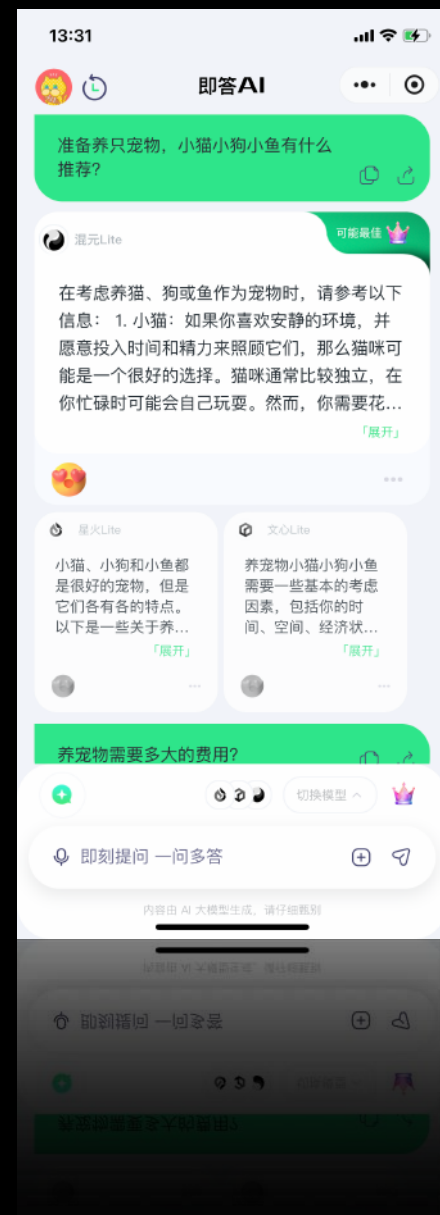 13:31
即答AI
准备养只宠物，小猫小狗小鱼有什么
推荐？
混元Lite
可能最佳
在考虑养猫、狗或鱼作为宠物时，请参考以下
信息： 1. 小猫：如果你喜欢安静的环境，并
愿意投入时间和精力来照顾它们，那么猫咪可
能是一个很好的选择。猫咪通常比较独立，在
你忙碌时可能会自己玩耍。然而，你需要花...
「展开」
星火Lite
小猫、小狗和小鱼都
是很好的宠物，但是
它们各有各的特点。
以下是一些关于养...
「展开」
文心Lite
养宠物小猫小狗小鱼
需要一些基本的考虑
因素，包括你的时
间、空间、经济状...
「展开」
养宠物需要多大的费用？
切换模型
即刻提问 一问多答
内容由 AI 大模型生成，请仔细甄别